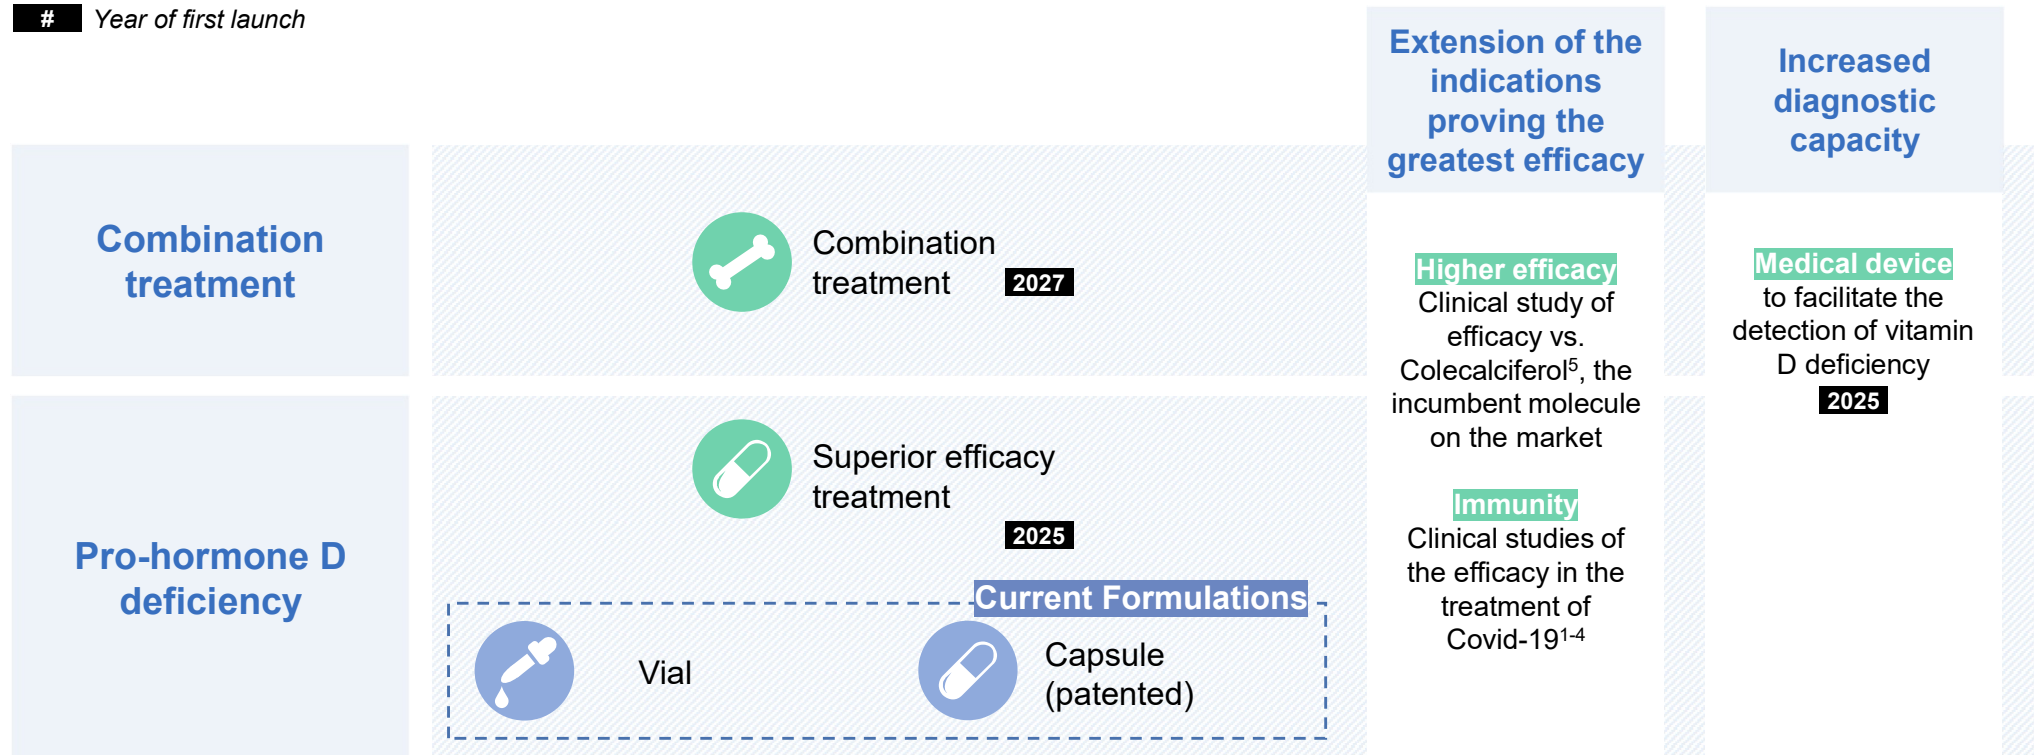 # Year of first launch
Extension of the
indications
proving the
greatest efficacy
Increased
diagnostic
capacity
Combination
treatment
Combination
treatment 2027
Higher efficacy
Clinical study of
efficacy vs.
Colecalciferol⁵, the
incumbent molecule
on the market
Immunity
Clinical studies of
the efficacy in the
treatment of
Covid-19¹⁻⁴
Medical device
to facilitate the
detection of vitamin
D deficiency
2025
Pro-hormone D
deficiency
Superior efficacy
treatment
2025
Current Formulations
Vial
Capsule
(patented)